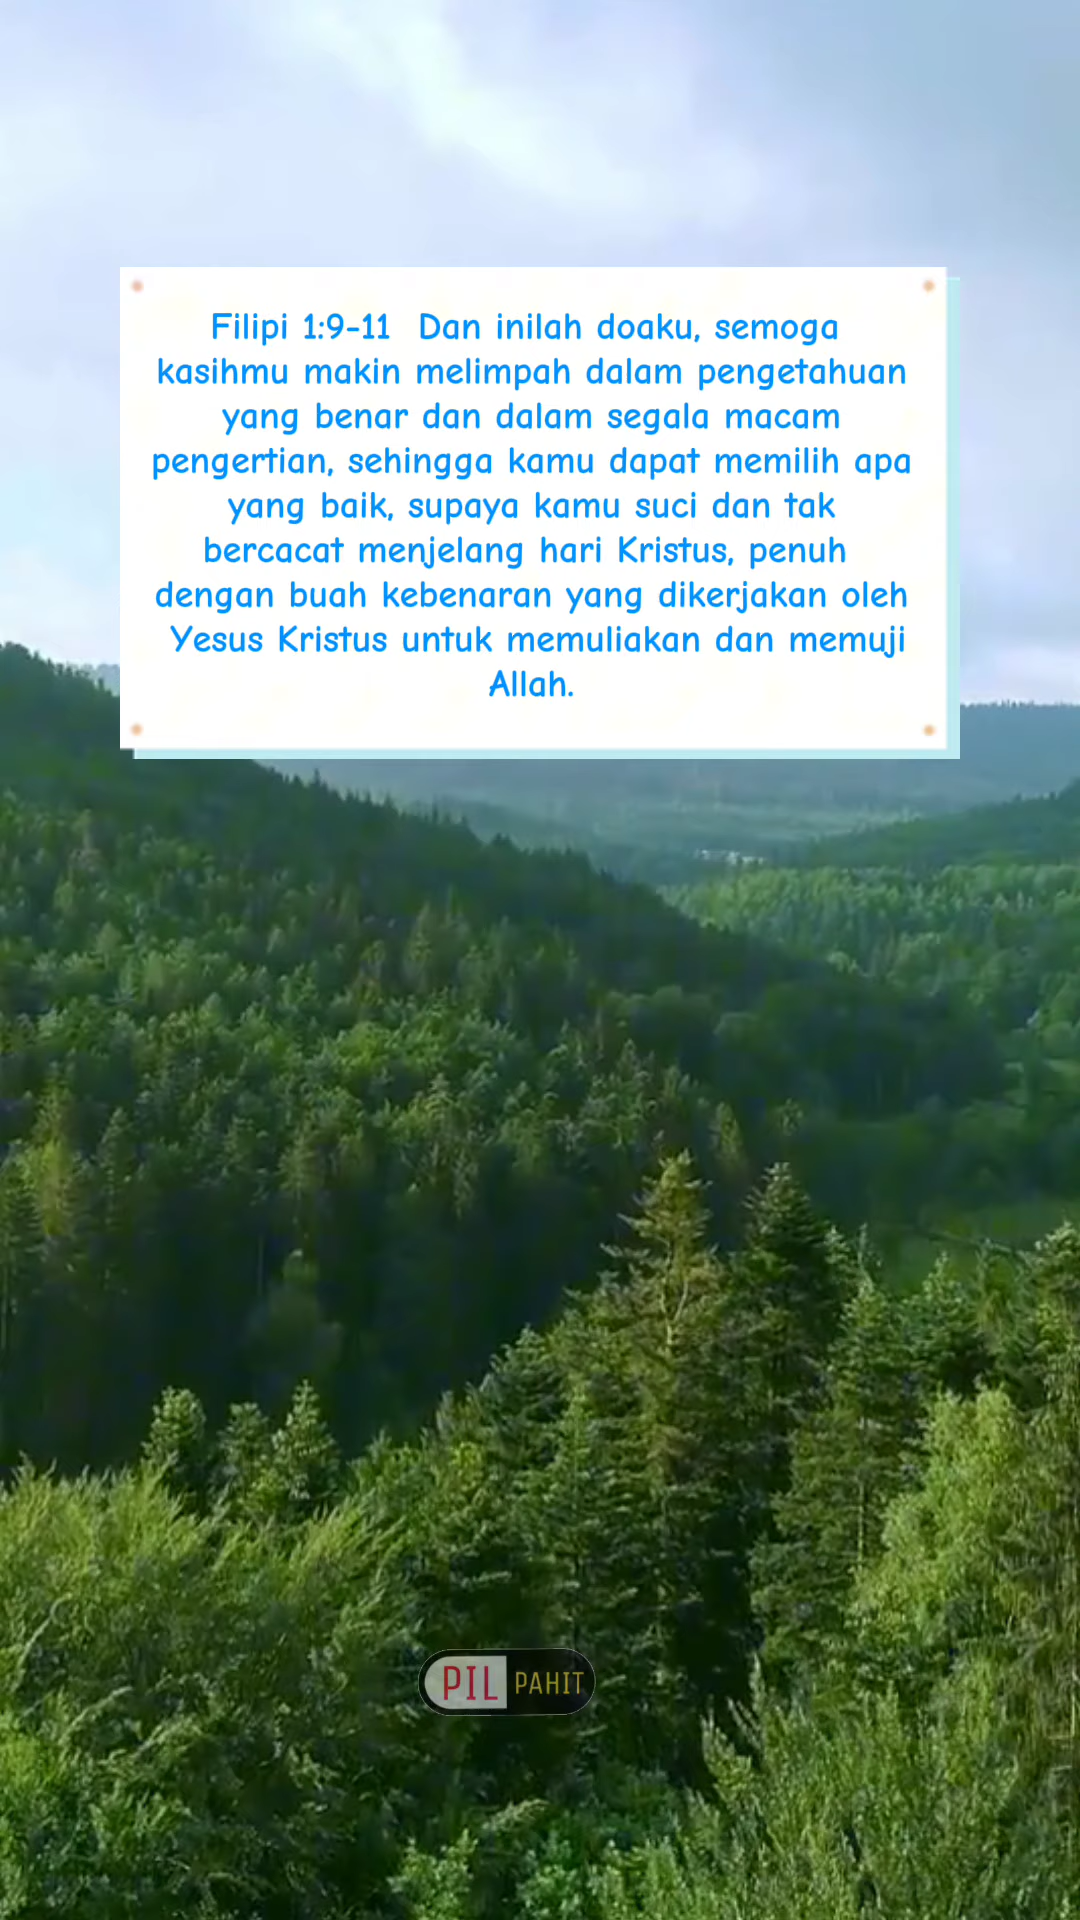 Filipi 1:9-11 Dan inilah doaku, semoga
kasihmu makin melimpah dalam pengetahuan
yang benar dan dalam segala macam
pengertian, sehingga kamu dapat memilih apa
yang baik, supaya kamu suci dan tak
bercacat menjelang hari Kristus, penuh
dengan buah kebenaran yang dikerjakan oleh
Yesus Kristus untuk memuliakan dan memuji
Allah.
PIL PAHIT